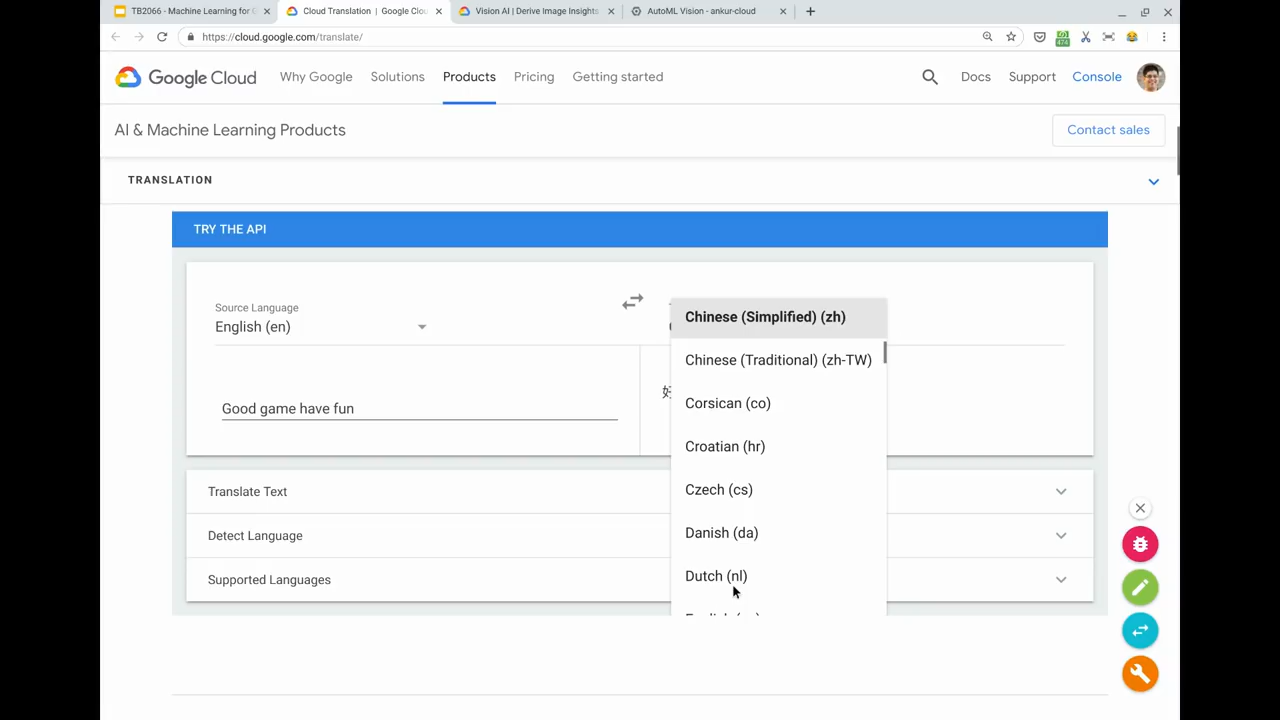 TB2066 - Machine Learning for G
Cloud Translation | Google Clou
Vision AI | Derive Image Insights
AutoML Vision - ankur-cloud
https://cloud.google.com/translate/
474
Google Cloud
Why Google
Solutions
Products
Pricing
Getting started
Docs
Support
Console
AI & Machine Learning Products
Contact sales
TRANSLATION
TRY THE API
Source Language
English (en)
Good game have fun
好
Chinese (Simplified) (zh)
Chinese (Traditional) (zh-TW)
Corsican (co)
Croatian (hr)
Czech (cs)
Danish (da)
Dutch (nl)
Translate Text
Detect Language
Supported Languages